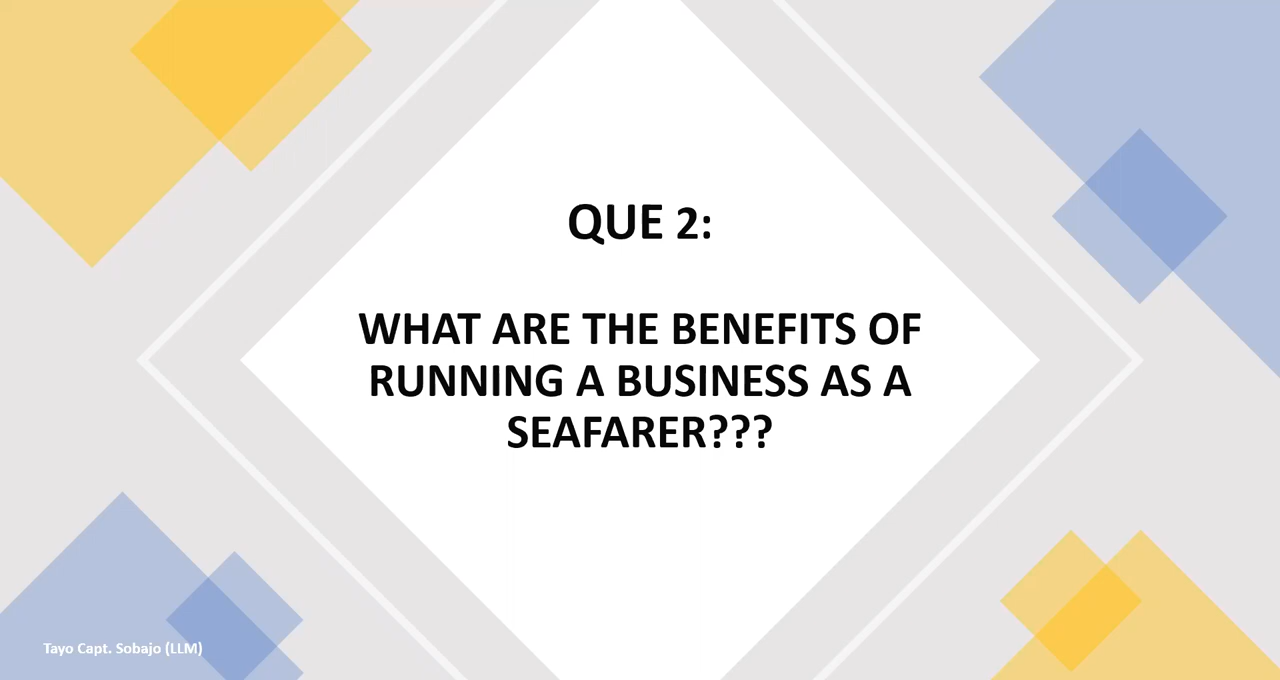 QUE 2:
WHAT ARE THE BENEFITS OF
RUNNING A BUSINESS AS A
SEAFARER???
Tayo Capt. Sobajo (LLM)